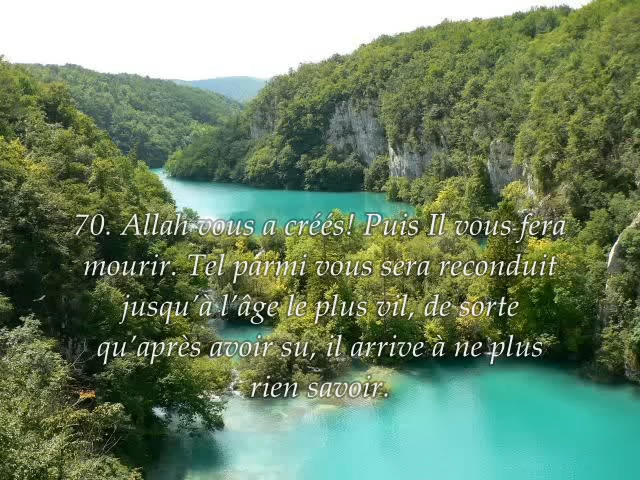 70. Allah vous a créés! Puis Il vous fera
mourir. Tel parmi vous sera reconduit
jusqu'à l'âge le plus vil, de sorte
qu'après avoir su, il arrive à ne plus
rien savoir.